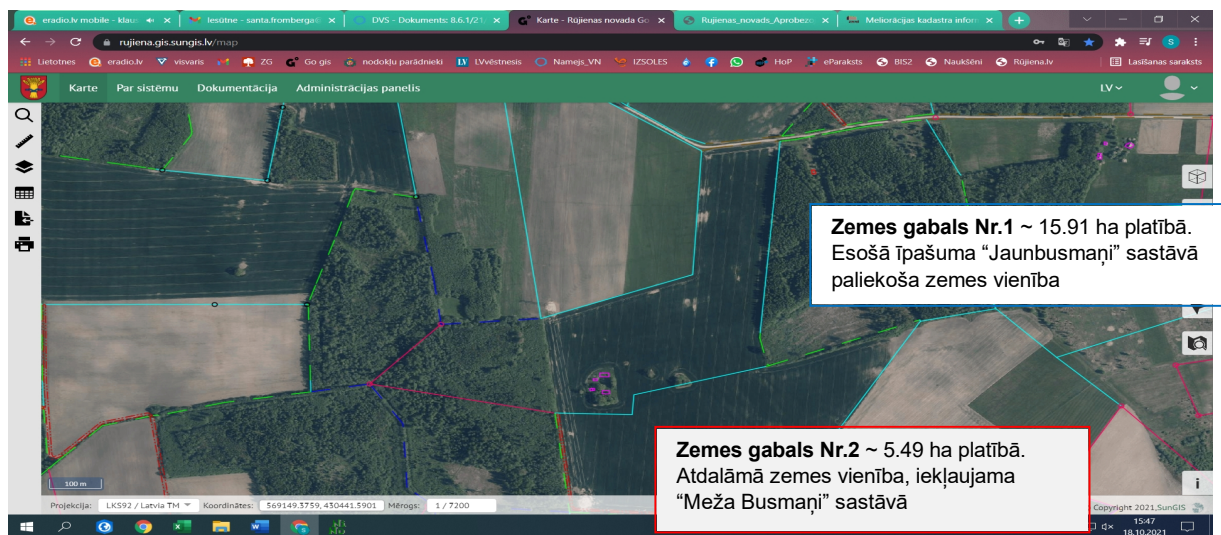 eradio.lv mobile - klaus
Iesūtne - santa.fromberga@
DVS - Dokuments: 8.6.1/21/
Karte - Rūjienas novada Go
Rujienas_novads_Aprobezo
Meliorācijas kadastra inforn
rujiena.gis.sungis.lv/map
S
Lietotnes
eradio.lv
visvaris
ZG
Go gis
nodokļu parādnieki
LV LVvēstnesis
Namejs_VN
IZSOLES
HoP
eParaksts
BIS2
Naukšēni
Rūjiena.lv
Lasīšanas saraksts
Karte
Par sistēmu
Dokumentācija
Administrācijas panelis
LV
Zemes gabals Nr.1 ~ 15.91 ha platībā.
Esošā īpašuma “Jaunbusmaņi” sastāvā
paliekoša zemes vienība
Zemes gabals Nr.2 ~ 5.49 ha platībā.
Atdalāmā zemes vienība, iekļaujama
“Meža Busmaņi” sastāvā
100 m
i
Projekcija:
LKS92 / Latvia TM
Koordinātes:
569149.3759, 430441.5901
Mērogs:
1 / 7200
Copyright 2021,SunGIS
15:47
18.10.2021